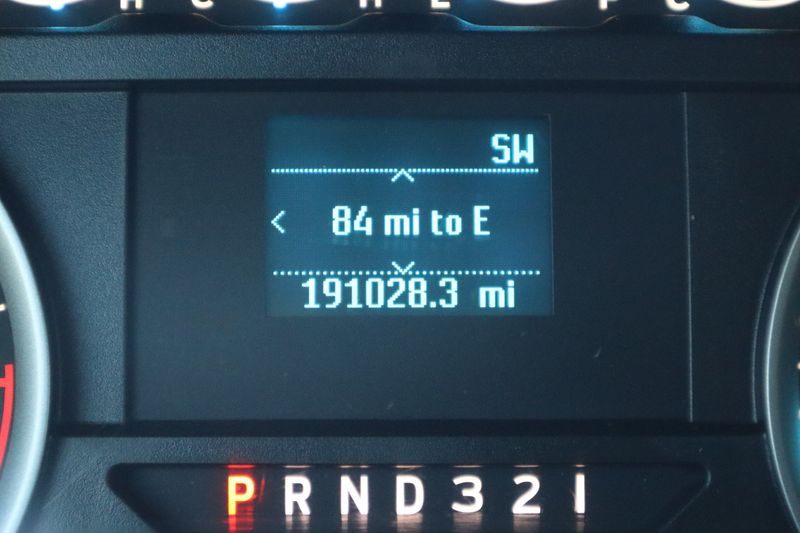 H C H E F C
SW
84 mi to E
191028.3 mi
P R N D 3 2 1